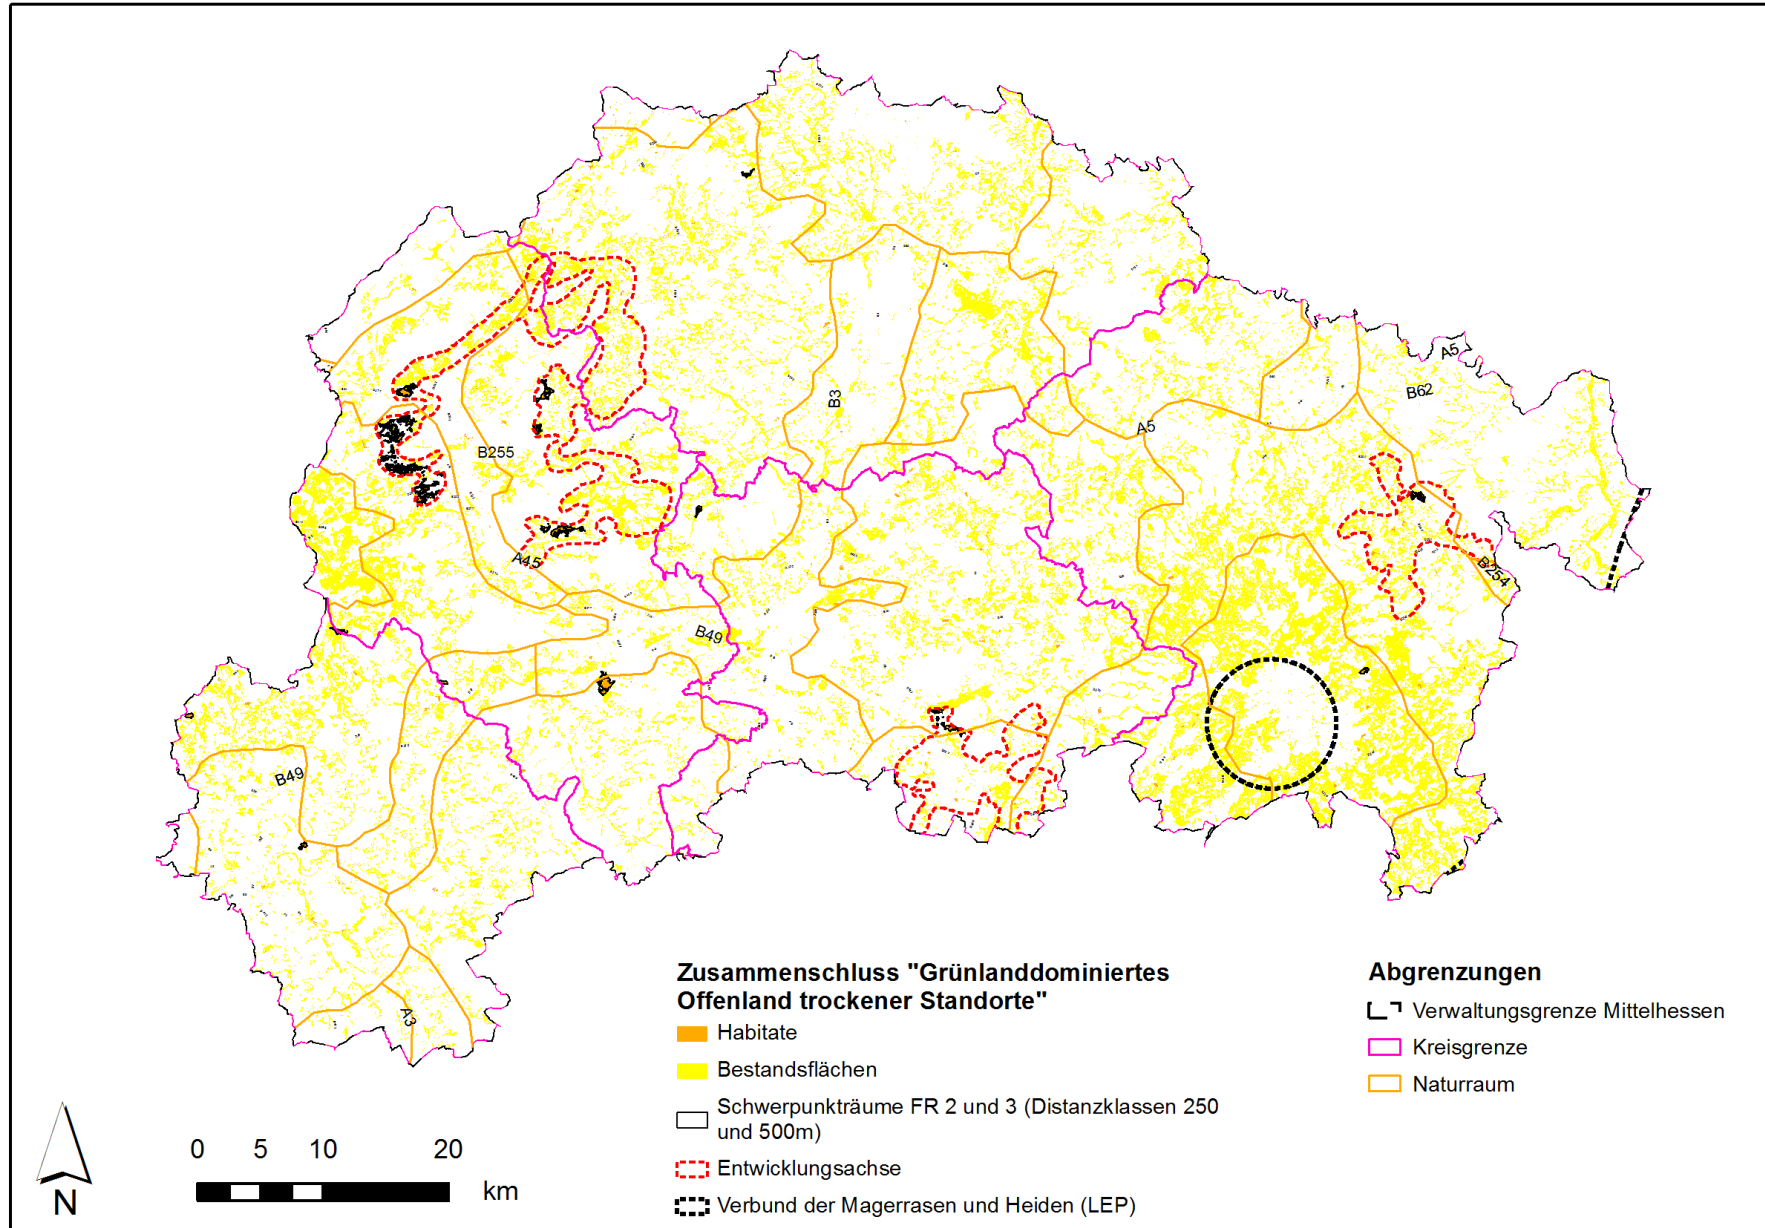 A5
B62
B3
A5
B255
A45
B254
B49
B49
A3
Zusammenschluss "Grünlanddominiertes
Offenland trockener Standorte"
Habitate
Bestandsflächen
Schwerpunkträume FR 2 und 3 (Distanzklassen 250
und 500m)
Entwicklungsachse
Verbund der Magerrasen und Heiden (LEP)
Abgrenzungen
Verwaltungsgrenze Mittelhessen
Kreisgrenze
Naturraum
0 5 10 20
km
N